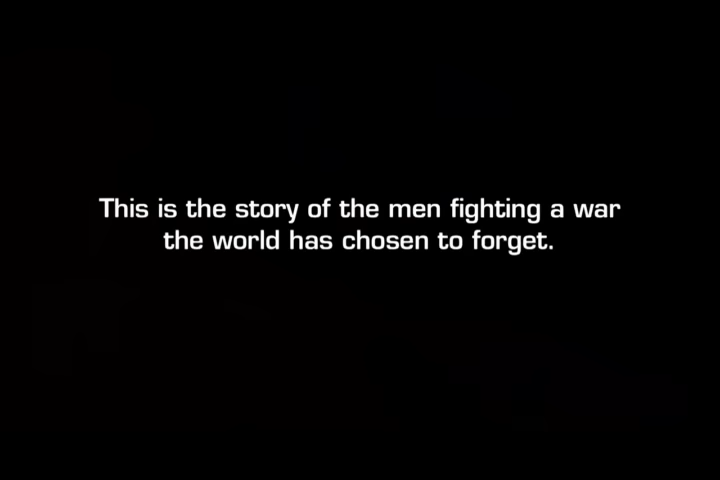 This is the story of the men fighting a war
the world has chosen to forget.